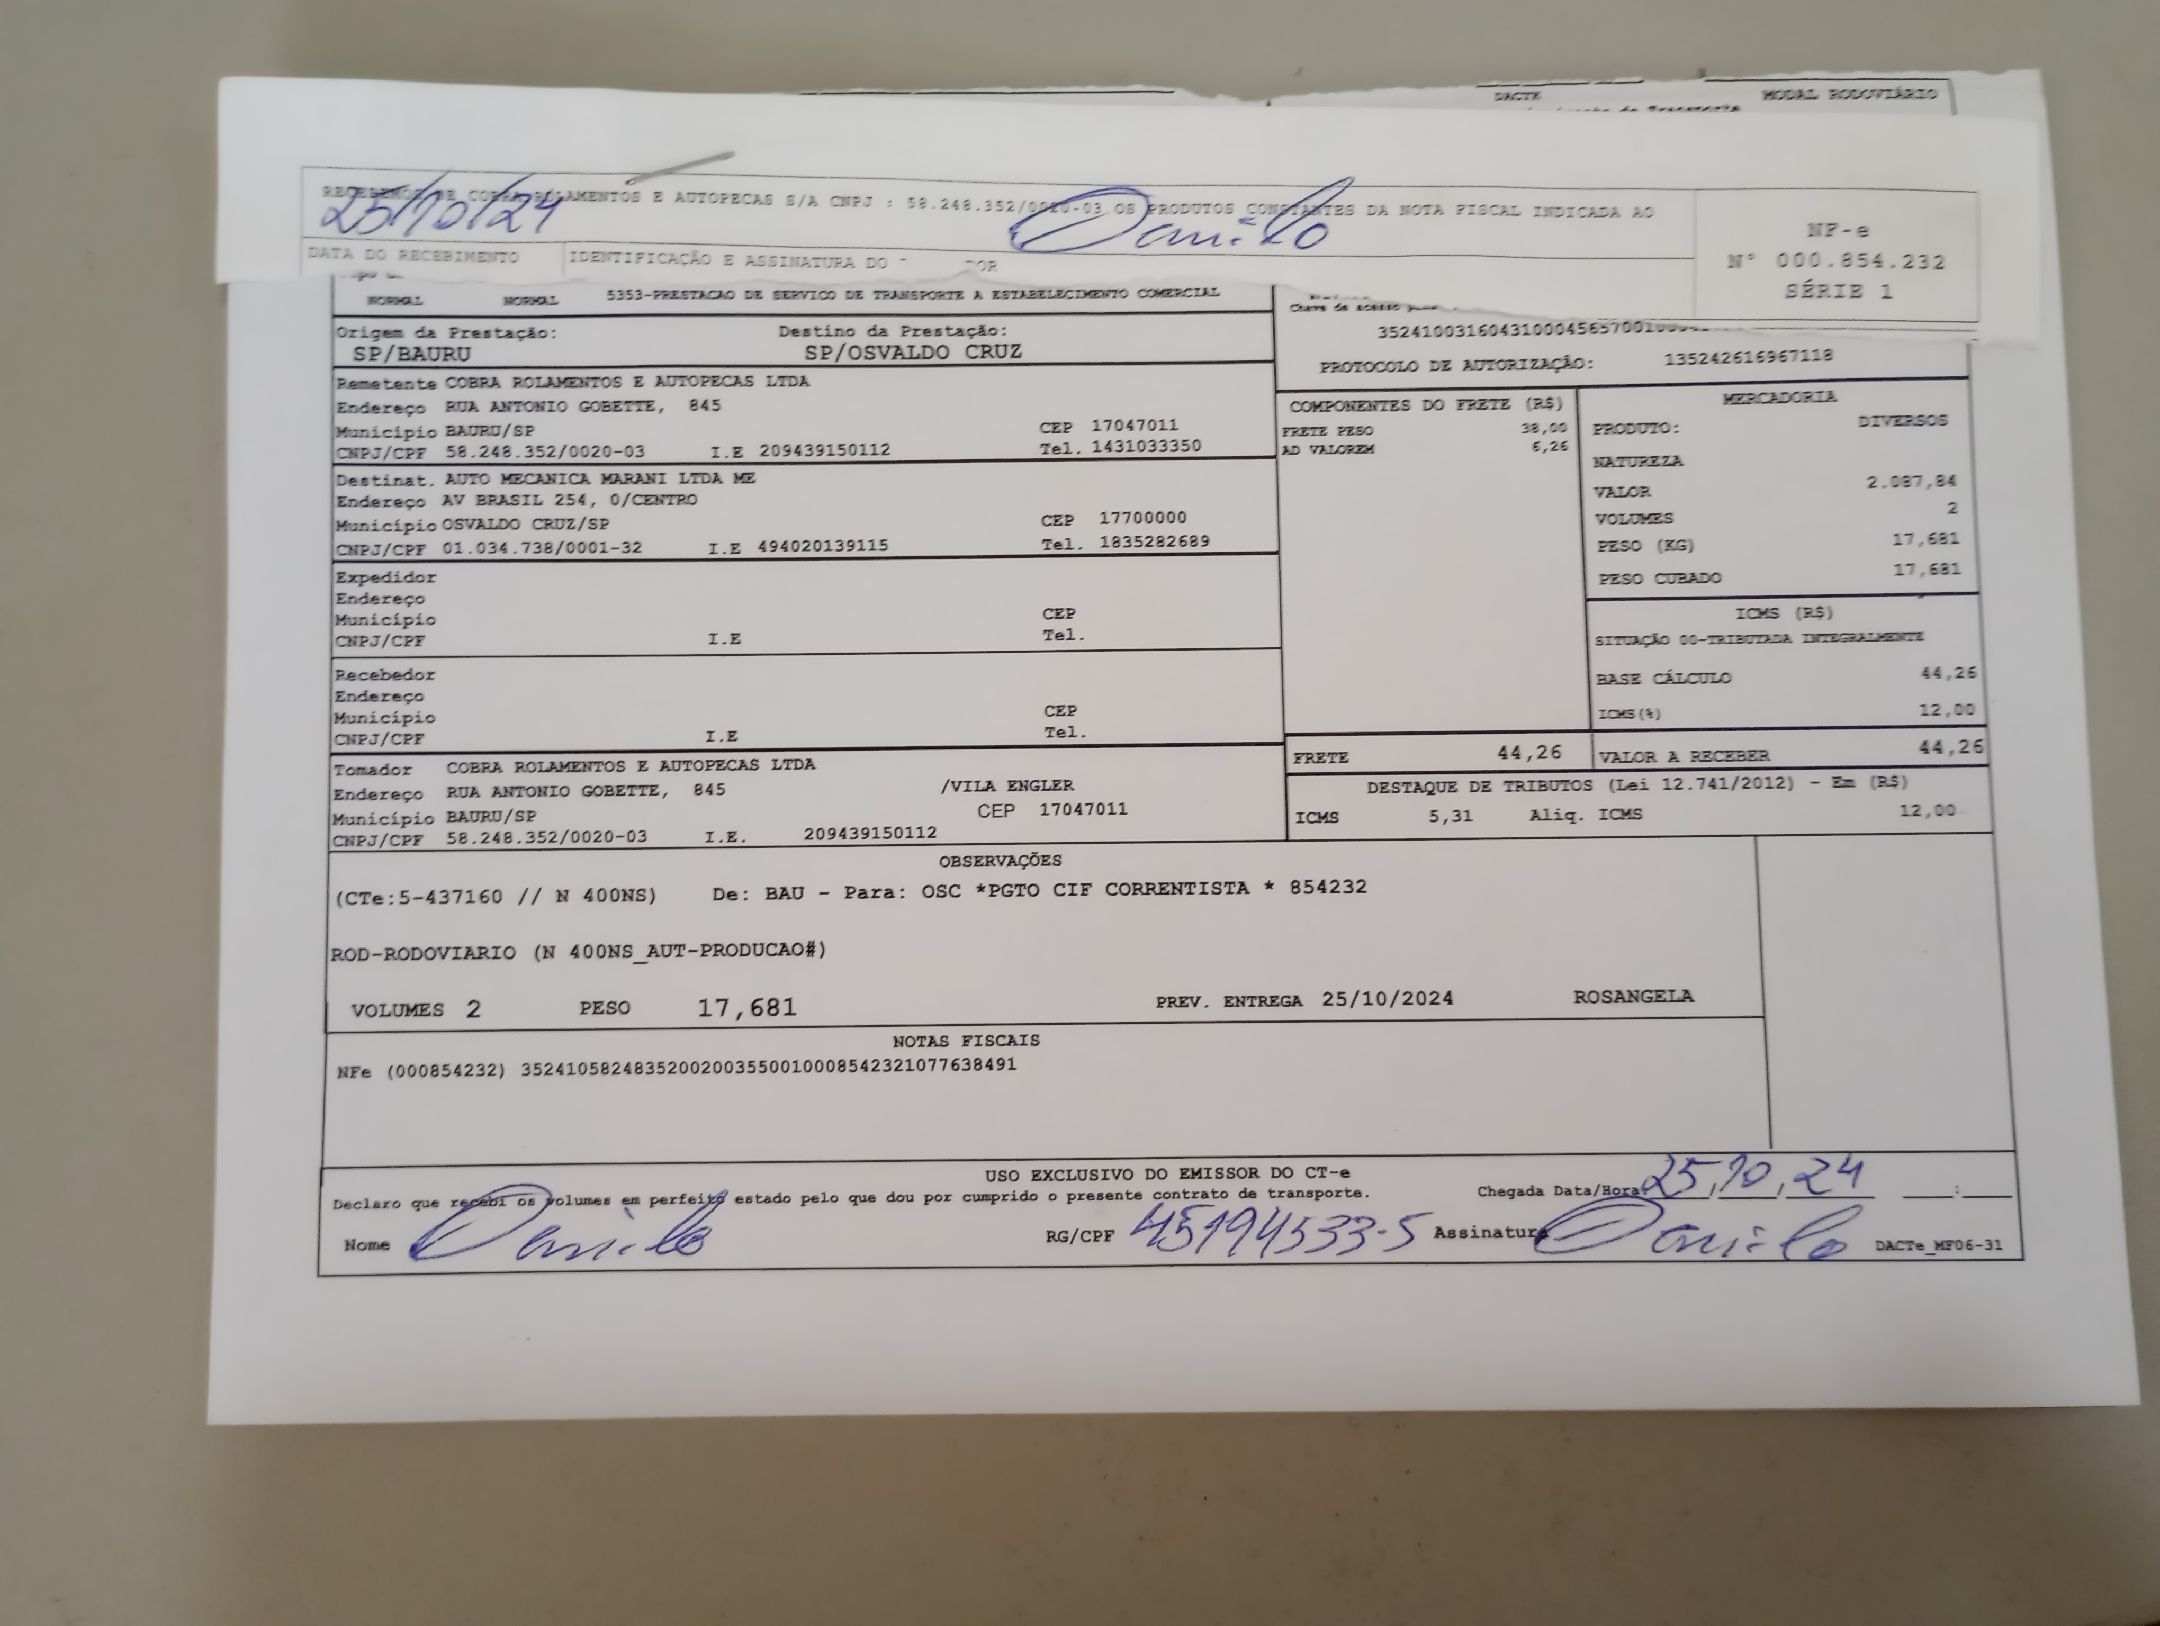 DACTE MODAL RODOVIÁRIO
RECEBEMOS DE COBRA ROLAMENTOS E AUTOPECAS S/A CNPJ : 58.248.352/0020-03 OS PRODUTOS CONSTANTES DA NOTA FISCAL INDICADA AO
25/10/24 Danilo
DATA DO RECEBIMENTO IDENTIFICAÇÃO E ASSINATURA DO
NF-e
Nº 000.854.232
SÉRIE 1
NORMAL NORMAL 5353-PRESTACAO DE SERVICO DE TRANSPORTE A ESTABELECIMENTO COMERCIAL
Origem da Prestação: Destino da Prestação:
SP/BAURU SP/OSVALDO CRUZ
Chave de acesso
PROTOCOLO DE AUTORIZAÇÃO: 135242616967118
Remetente COBRA ROLAMENTOS E AUTOPECAS LTDA
Endereço RUA ANTONIO GOBETTE, 845
Município BAURU/SP CEP 17047011
CNPJ/CPF 58.248.352/0020-03 I.E 209439150112 Tel. 1431033350
Destinat. AUTO MECANICA MARANI LTDA ME
Endereço AV BRASIL 254, 0/CENTRO
Município OSVALDO CRUZ/SP CEP 17700000
CNPJ/CPF 01.034.738/0001-32 I.E 494020139115 Tel. 1835282689
Expedidor
Endereço
Município CEP
CNPJ/CPF I.E Tel.
Recebedor
Endereço
Município CEP
CNPJ/CPF I.E Tel.
Tomador COBRA ROLAMENTOS E AUTOPECAS LTDA
Endereço RUA ANTONIO GOBETTE, 845 /VILA ENGLER
Município BAURU/SP CEP 17047011
CNPJ/CPF 58.248.352/0020-03 I.E. 209439150112
COMPONENTES DO FRETE (R$)
FRETE PESO 38,00
AD VALOREM 6,26
MERCADORIA
PRODUTO: DIVERSOS
NATUREZA
VALOR 2.087,84
VOLUMES 2
PESO (KG) 17,681
PESO CUBADO 17,681
ICMS (R$)
SITUAÇÃO 00-TRIBUTADA INTEGRALMENTE
BASE CÁLCULO 44,26
ICMS(%) 12,00
FRETE 44,26 VALOR A RECEBER 44,26
DESTAQUE DE TRIBUTOS (Lei 12.741/2012) - Em (R$)
ICMS 5,31 Aliq. ICMS 12,00
OBSERVAÇÕES
(CTe:5-437160 // N 400NS) De: BAU - Para: OSC *PGTO CIF CORRENTISTA * 854232
ROD-RODOVIARIO (N 400NS_AUT-PRODUCAO#)
VOLUMES 2 PESO 17,681 PREV. ENTREGA 25/10/2024 ROSANGELA
NOTAS FISCAIS
NFe (000854232) 35241058248352002003550010008542321077638491
USO EXCLUSIVO DO EMISSOR DO CT-e
Declaro que recebi os volumes em perfeito estado pelo que dou por cumprido o presente contrato de transporte. Chegada Data/Hora: 25/10/24 :
Nome Danilo RG/CPF 45194533-5 Assinatura Danilo DACTe_MF06-31